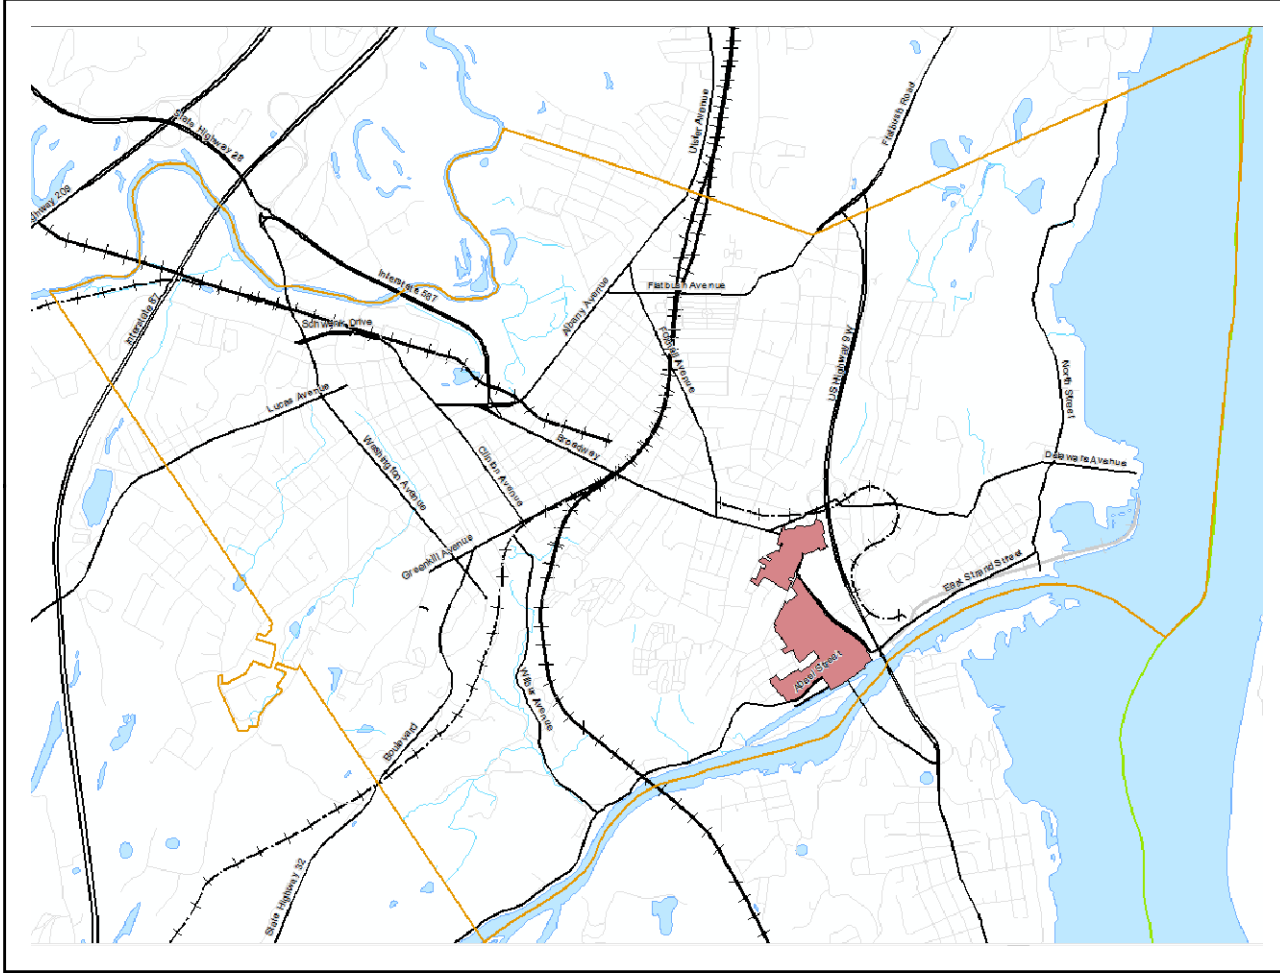 State Highway 28
Ulster Avenue
Flatbush Road
ghway 209
Interstate 587
Flatbush Avenue
Albany Avenue
Interstate 87
Schwenk Drive
Foxhall Avenue
US Highway 9W
North Street
Lucas Avenue
Broadway
Washington Avenue
Clinton Avenue
Delaware Avenue
Greenkill Avenue
East Strand Street
Abeel Street
Wilbur Avenue
Boulevard
State Highway 32